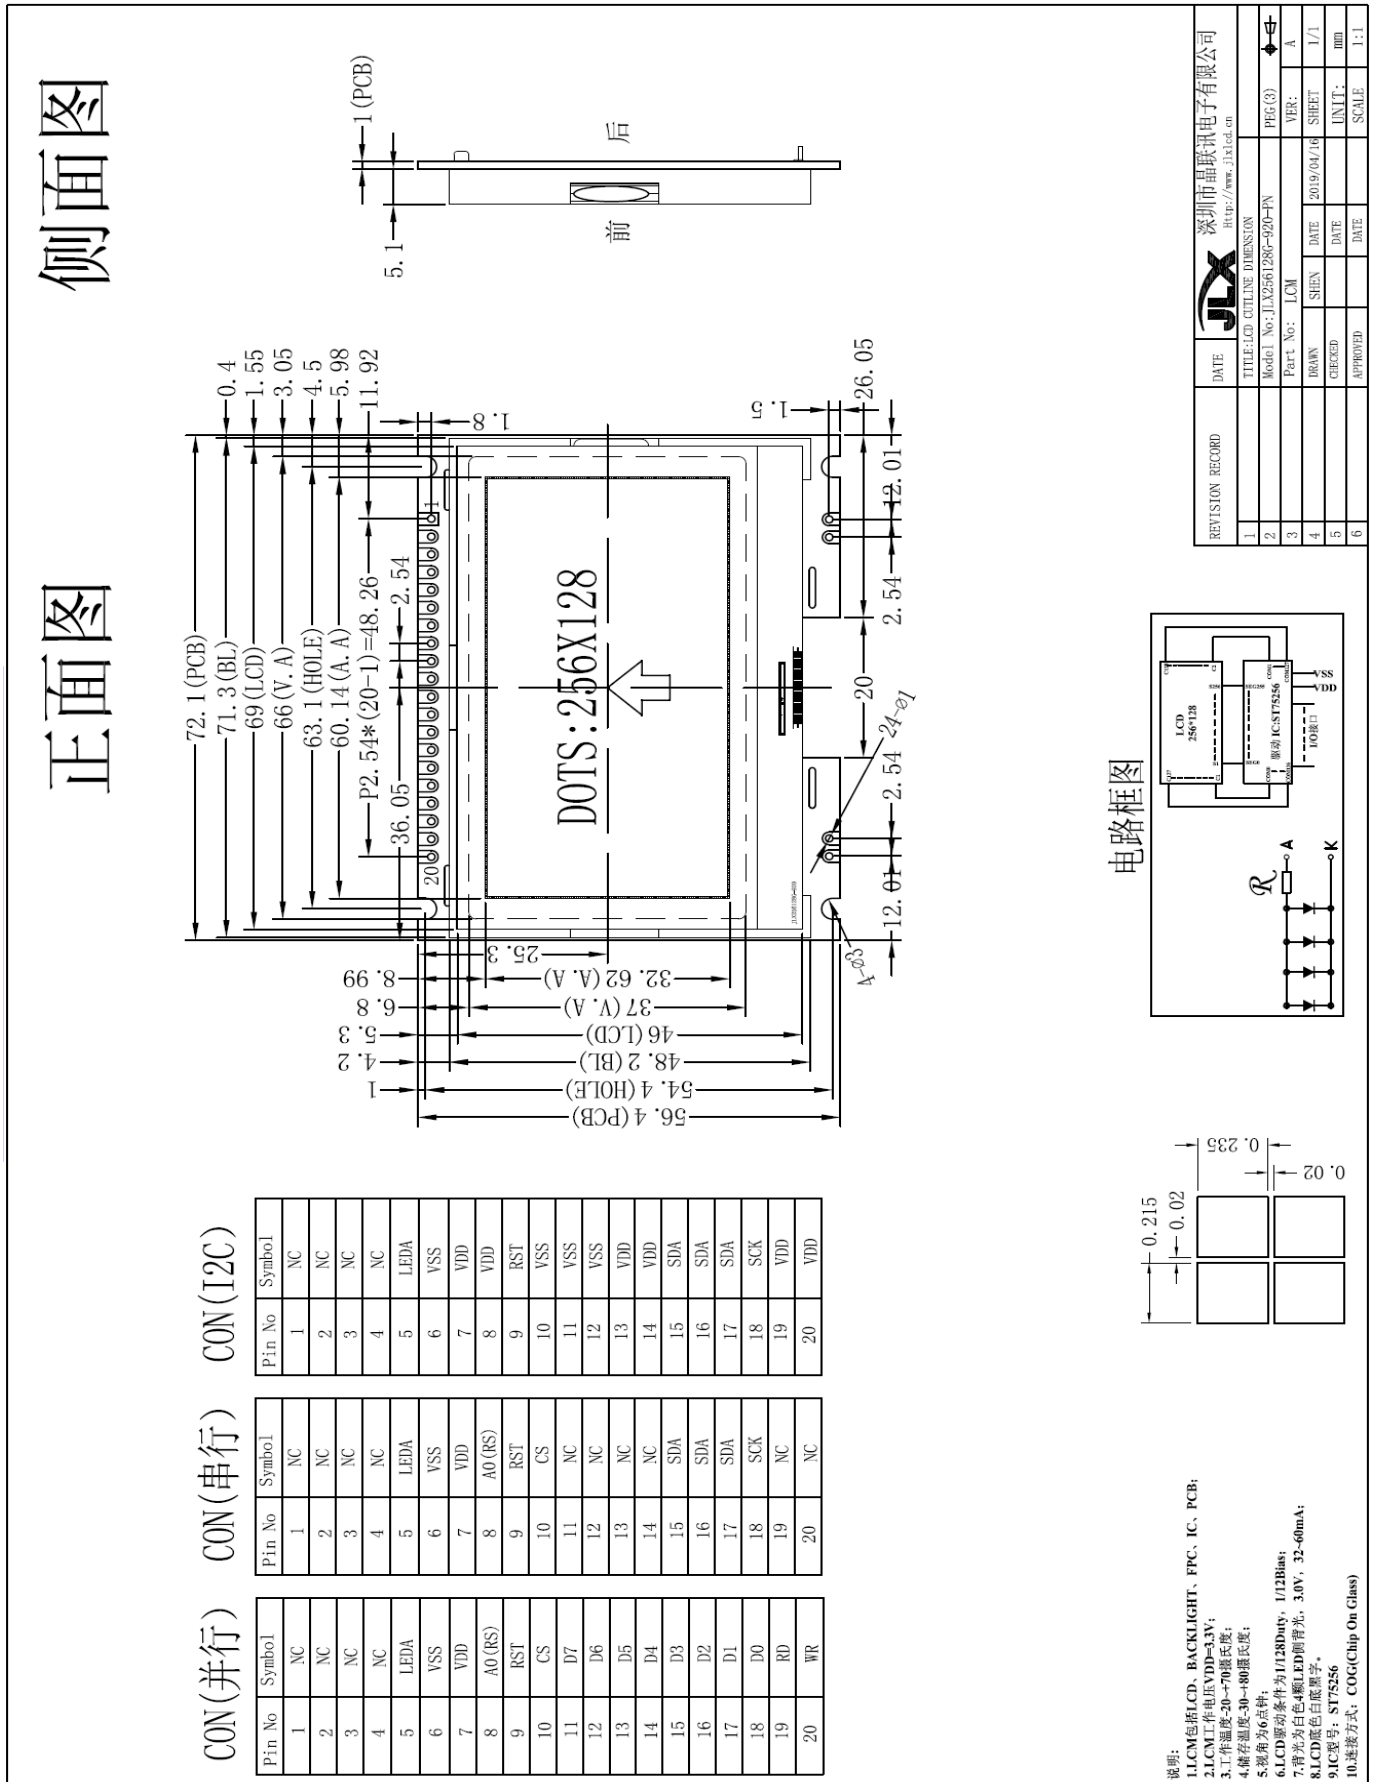 侧面图
1(PCB)
5.1
后
前
正面图
72.1(PCB)
71.3(BL)
69(LCD)
66(V.A)
63.1(HOLE)
60.14(A.A)
P2.54*(20-1)=48.26
2.54
36.05
0.4
1.55
3.05
4.5
5.98
11.92
1.8
1
20
DOTS:256X128
1.5
26.05
12.01
2.54
20
24-ø1
2.54
12.01
4-ø3
25.3
8.99
32.62(A.A)
6.8
37(V.A)
5.3
46(LCD)
4.2
48.2(BL)
1
54.4(HOLE)
56.4(PCB)
CON(并行)
Pin No Symbol
1 NC
2 NC
3 NC
4 NC
5 LEDA
6 VSS
7 VDD
8 A0(RS)
9 RST
10 CS
11 D7
12 D6
13 D5
14 D4
15 D3
16 D2
17 D1
18 D0
19 RD
20 WR
CON(串行)
Pin No Symbol
1 NC
2 NC
3 NC
4 NC
5 LEDA
6 VSS
7 VDD
8 A0(RS)
9 RST
10 CS
11 NC
12 NC
13 NC
14 NC
15 SDA
16 SDA
17 SDA
18 SCK
19 NC
20 NC
CON(I2C)
Pin No Symbol
1 NC
2 NC
3 NC
4 NC
5 LEDA
6 VSS
7 VDD
8 VDD
9 RST
10 VSS
11 VSS
12 VSS
13 VDD
14 VDD
15 SDA
16 SDA
17 SDA
18 SCK
19 VDD
20 VDD
说明:
1.LCM包括LCD、BACKLIGHT、FPC、IC、PCB;
2.LCM工作电压VDD=3.3V;
3.工作温度-20~+70摄氏度;
4.储存温度-30~+80摄氏度;
5.视角为6点钟;
6.LCD驱动条件为1/128Duty, 1/12Bias;
7.背光为白色4颗LED侧背光, 3.0V, 32~60mA;
8.LCD底色白底黑字。
9.IC型号: ST75256
10.连接方式: COG(Chip On Glass)
0.215
0.02
0.235
0.02
电路框图
LCD
256*128
驱动IC:ST75256
VSS
VDD
I/O接口
R
A
K
REVISION RECORD DATE
1
2
3
4
5
6
JLX 深圳市晶联讯电子有限公司
Http://www.jlxlcd.cn
TITLE:LCD CUTLINE DIMENSION
Model No:JLX256128G-920-PN PEG(3)
Part No: LCM VER: A
DRAWN SHEN DATE 2019/04/16 SHEET 1/1
CHECKED DATE UNIT: mm
APPROVED DATE SCALE 1:1